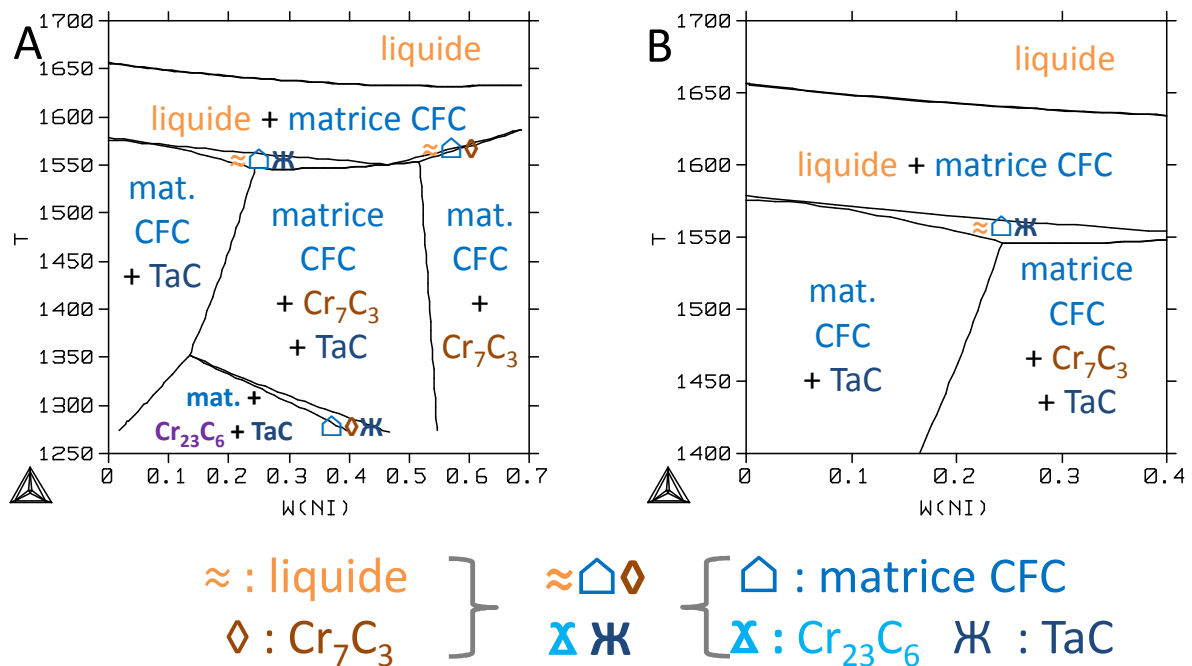 A
1700
1650
1600
1550
1500
1450
1400
1350
1300
1250
T
liquide
liquide + matrice CFC
mat.
CFC
+ TaC
matrice
CFC
+ Cr₇C₃
+ TaC
mat.
CFC
+
Cr₇C₃
mat. +
Cr₂₃C₆ + TaC
0 0.1 0.2 0.3 0.4 0.5 0.6 0.7
W(NI)
B
1700
1650
1600
1550
1500
1450
1400
T
liquide
liquide + matrice CFC
mat.
CFC
+ TaC
matrice
CFC
+ Cr₇C₃
+ TaC
0 0.1 0.2 0.3 0.4
W(NI)
≈ : liquide
◊ : Cr₇C₃
: matrice CFC
: Cr₂₃C₆ Ж : TaC